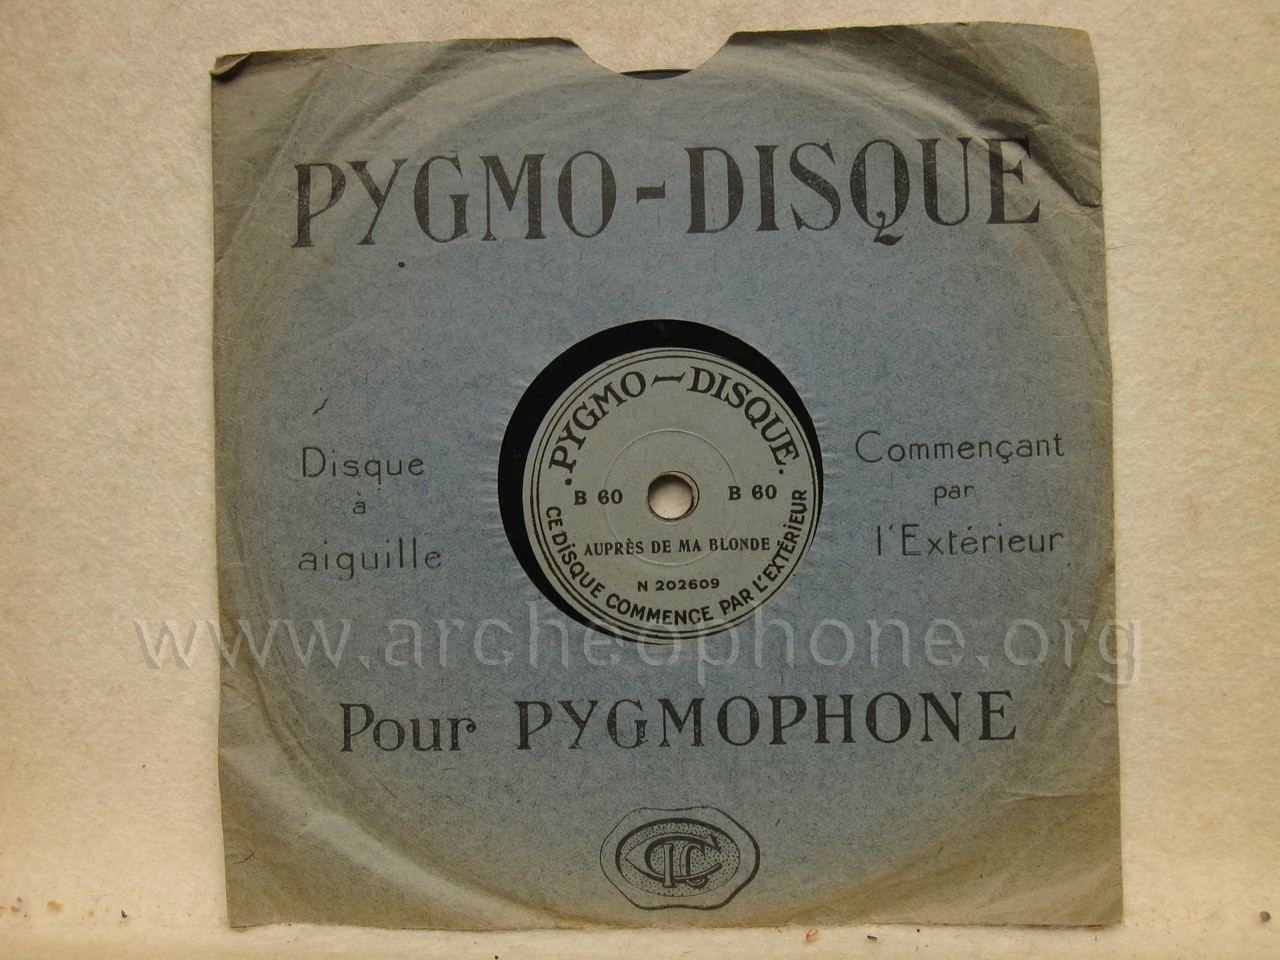 PYGMO-DISQUE
Disque
à
aiguille
Commençant
par
l'Extérieur
.PYGMO-DISQUE.
B 60 B 60
AUPRÈS DE MA BLONDE
N 202609
CE DiSQUE COMMENCE PAR L'EXTÉRiEUR
www.archeophone.org
Pour PYGMOPHONE